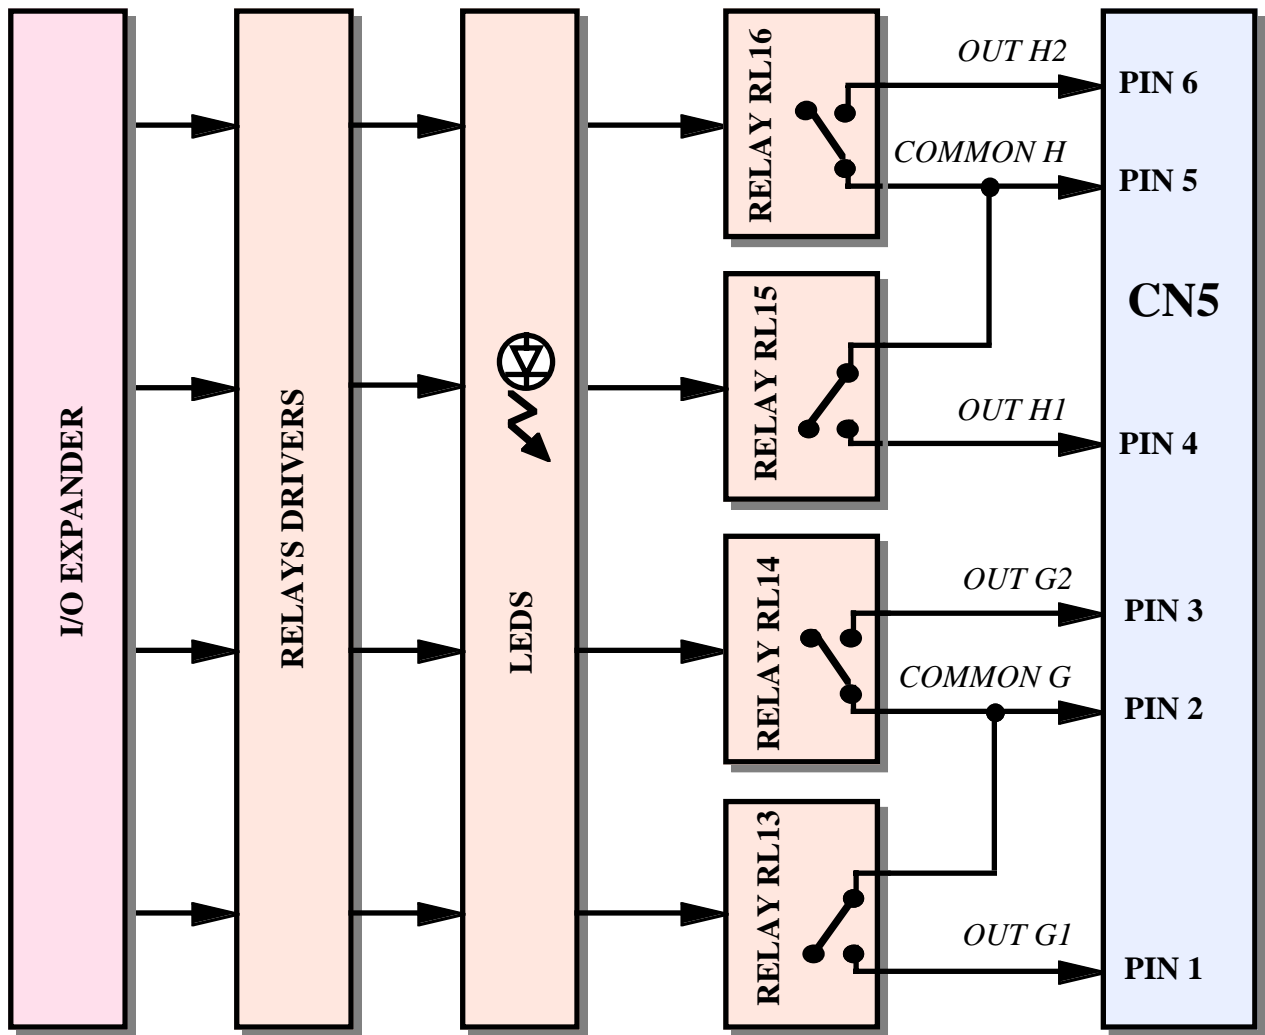 I/O EXPANDER
RELAYS DRIVERS
LEDS
RELAY RL16
OUT H2
PIN 6
COMMON H
PIN 5
CN5
RELAY RL15
OUT H1
PIN 4
RELAY RL14
OUT G2
PIN 3
COMMON G
PIN 2
RELAY RL13
OUT G1
PIN 1